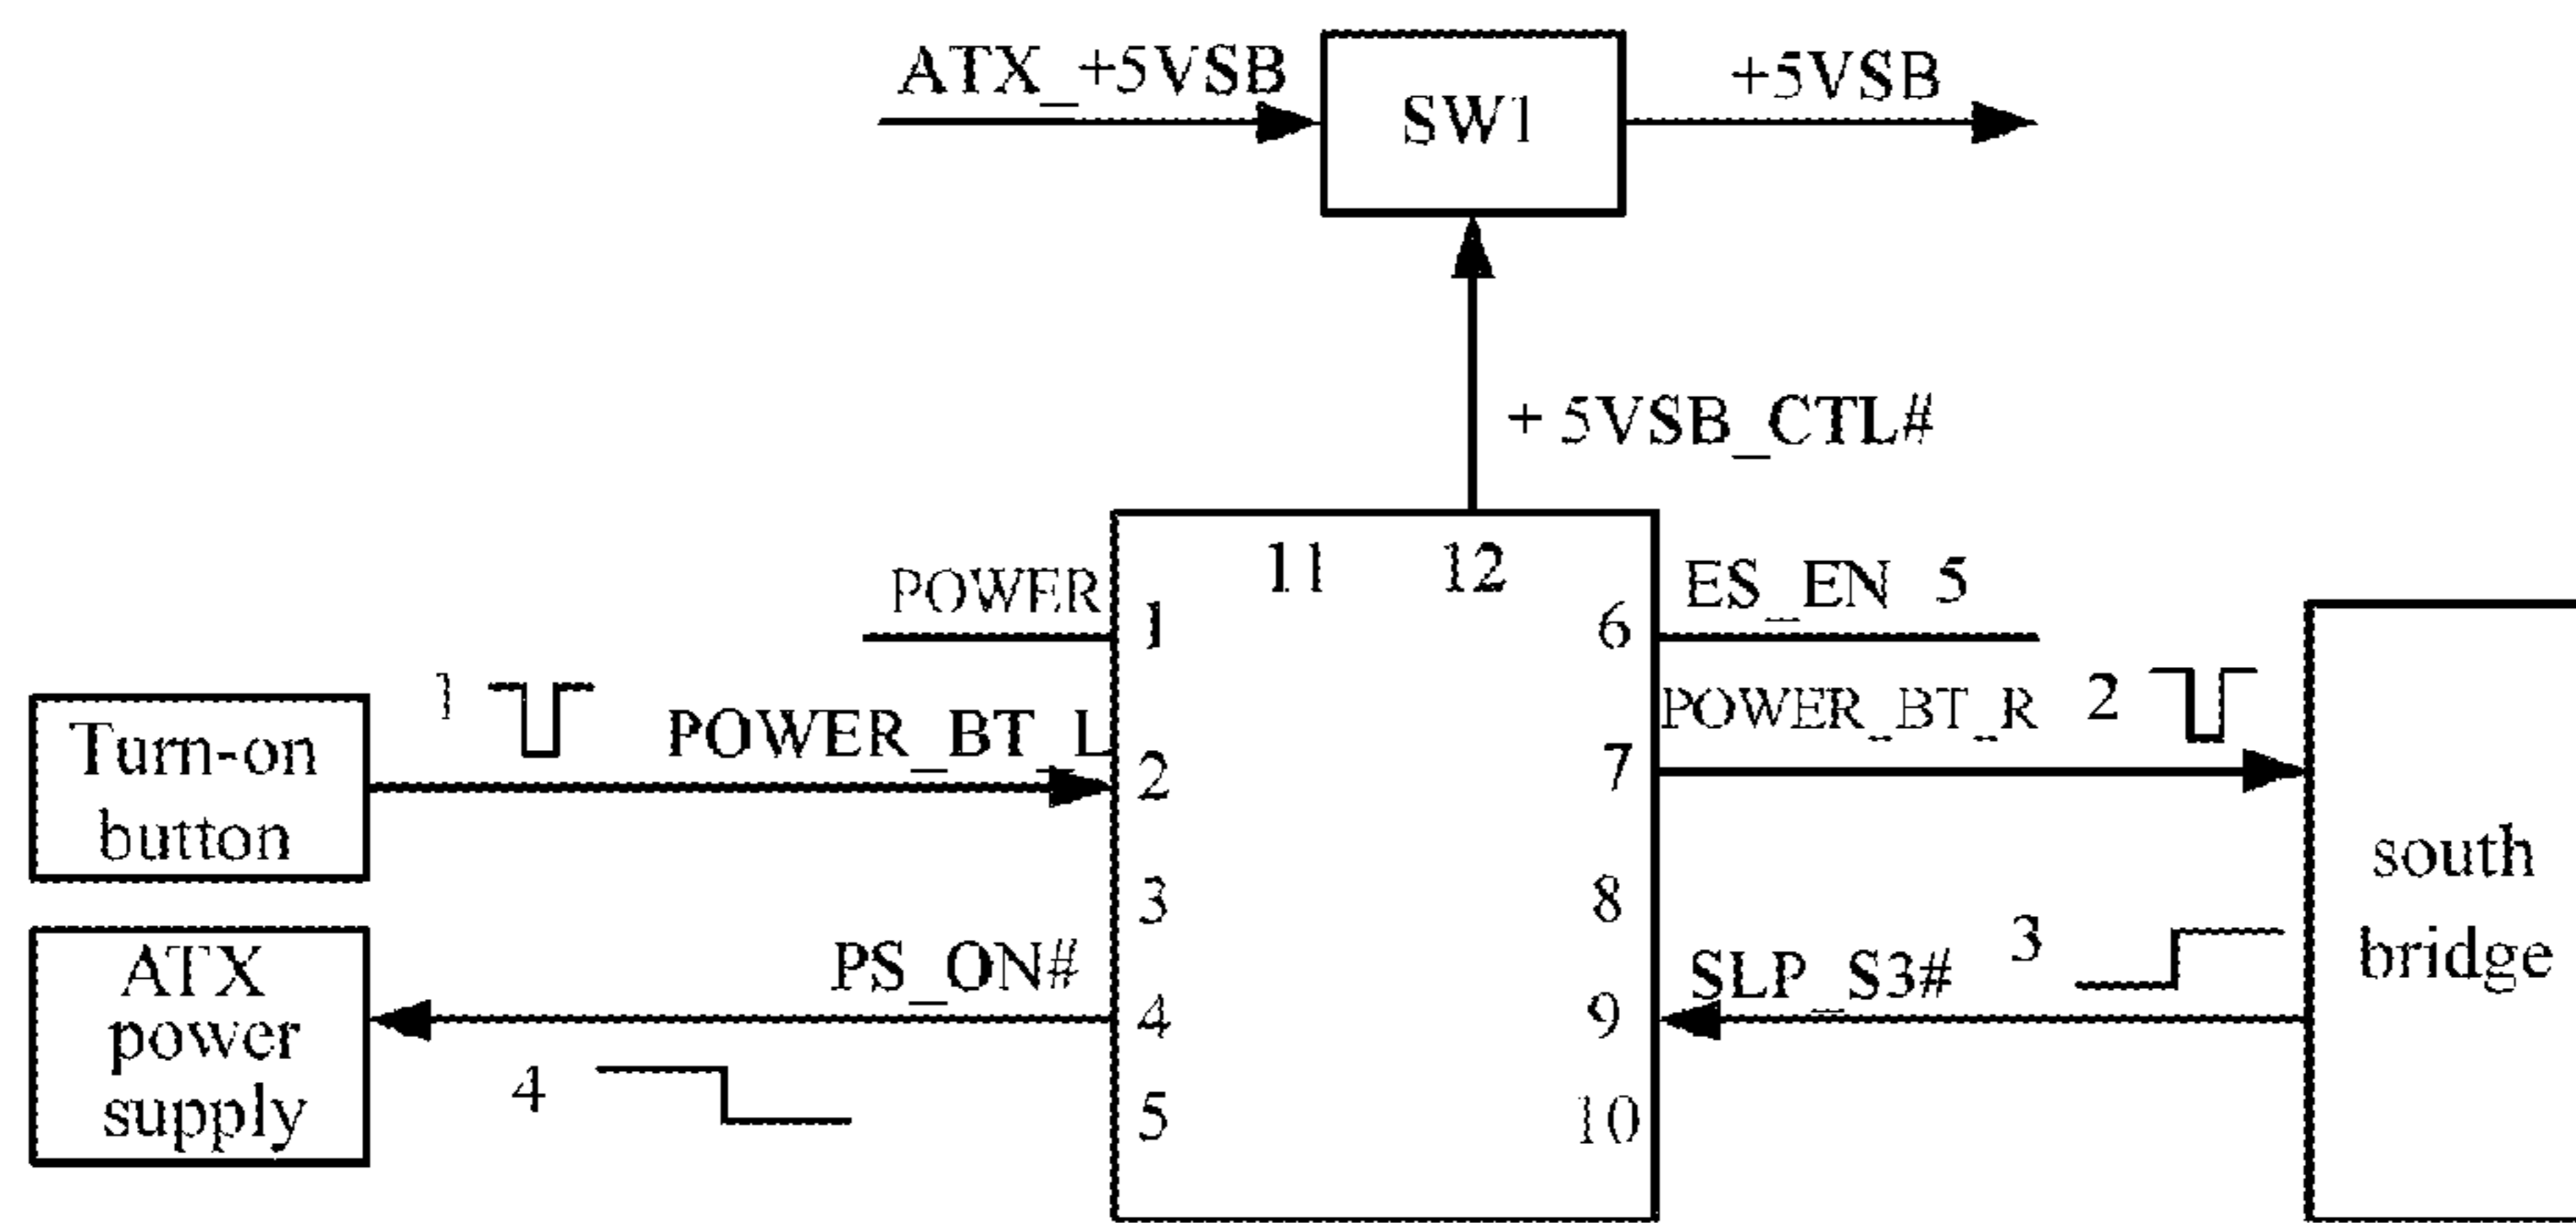 ATX_+5VSB
SW1
+5VSB
+ 5VSB_CTL#
11 12
POWER
1
6
ES_EN 5
1
POWER_BT_L
2
POWER_BT_R 2
7
Turn-on
button
3
8
PS_ON#
4
4
SLP_S3# 3
9
5
10
ATX
power
supply
south
bridge